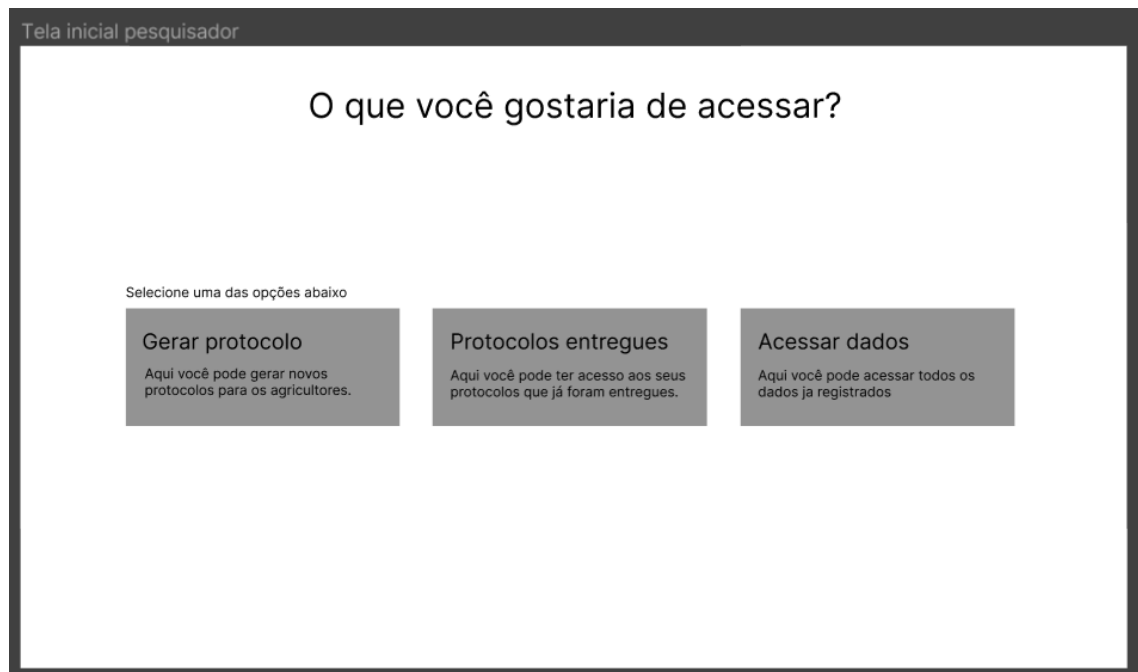 Tela inicial pesquisador
O que você gostaria de acessar?
Selecione uma das opções abaixo
Gerar protocolo
Aqui você pode gerar novos
protocolos para os agricultores.
Protocolos entregues
Aqui você pode ter acesso aos seus
protocolos que já foram entregues.
Acessar dados
Aqui você pode acessar todos os
dados ja registrados